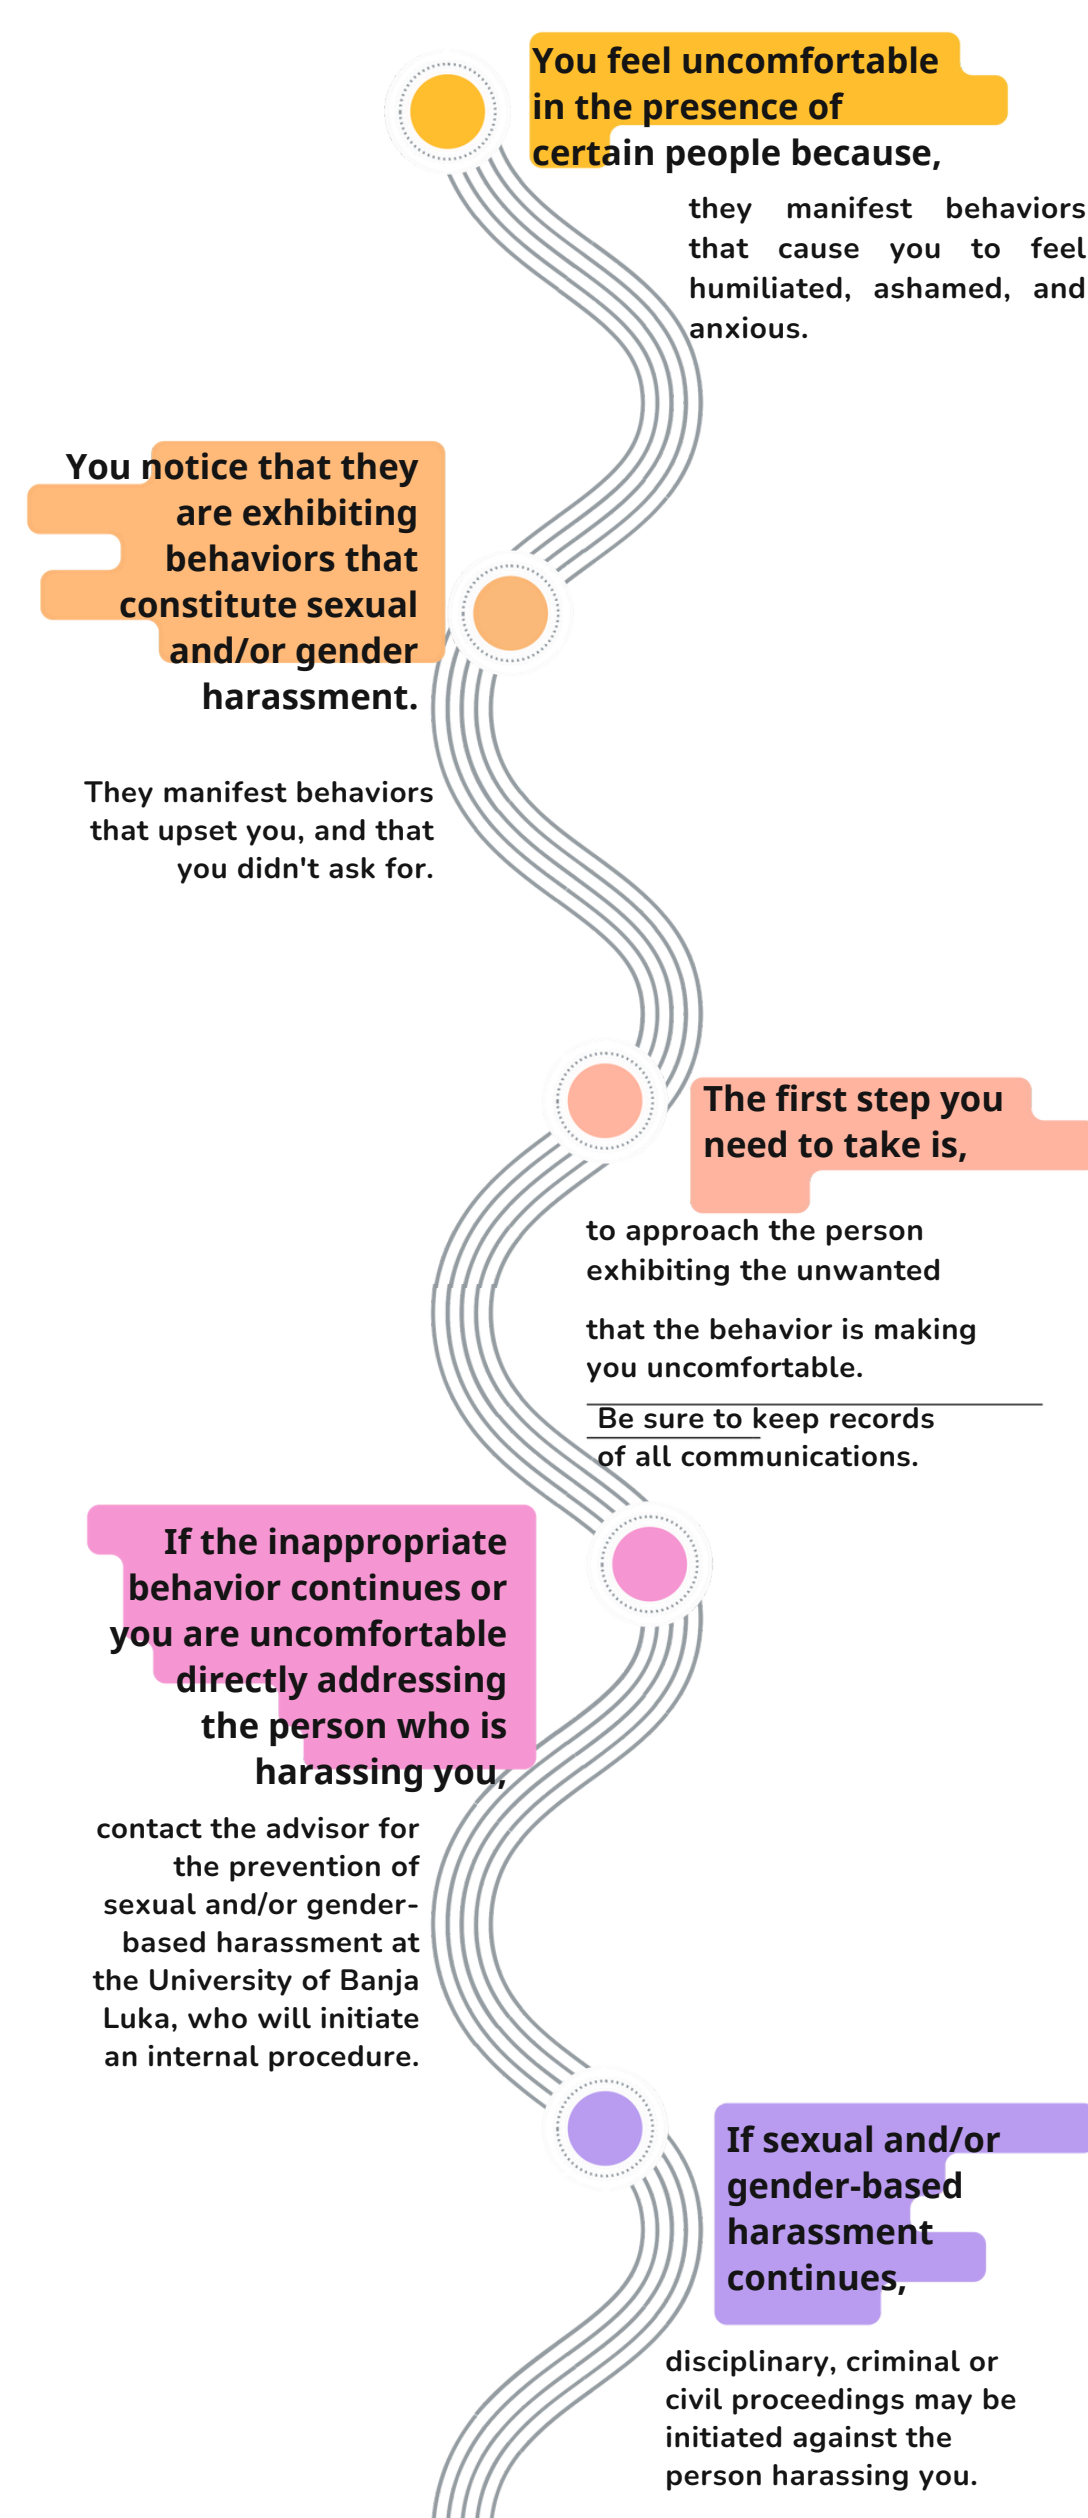 You feel uncomfortable
in the presence of
certain people because,
they manifest behaviors
that cause you to feel
humiliated, ashamed, and
anxious.
You notice that they
are exhibiting
behaviors that
constitute sexual
and/or gender
harassment.
They manifest behaviors
that upset you, and that
you didn't ask for.
The first step you
need to take is,
to approach the person
exhibiting the unwanted
that the behavior is making
you uncomfortable.
Be sure to keep records
of all communications.
If the inappropriate
behavior continues or
you are uncomfortable
directly addressing
the person who is
harassing you,
contact the advisor for
the prevention of
sexual and/or gender-
based harassment at
the University of Banja
Luka, who will initiate
an internal procedure.
If sexual and/or
gender-based
harassment
continues,
disciplinary, criminal or
civil proceedings may be
initiated against the
person harassing you.